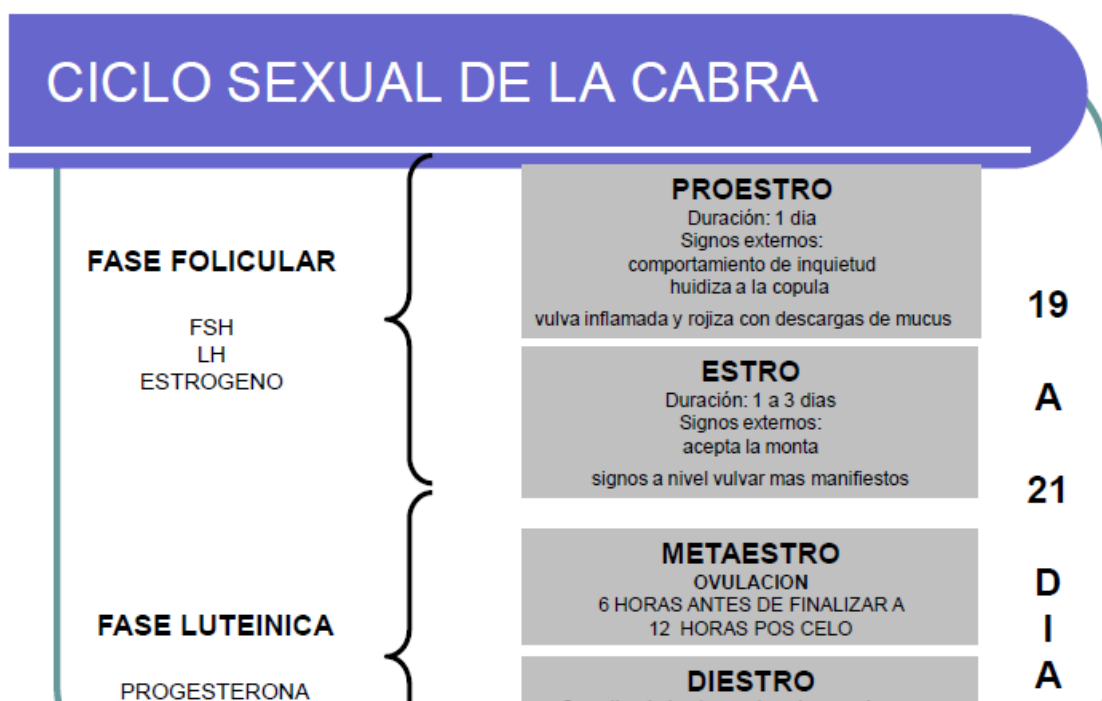 CICLO SEXUAL DE LA CABRA
FASE FOLICULAR
FSH
LH
ESTROGENO
PROESTRO
Duración: 1 dia
Signos externos:
comportamiento de inquietud
huidiza a la copula
vulva inflamada y rojiza con descargas de mucus
ESTRO
Duración: 1 a 3 dias
Signos externos:
acepta la monta
signos a nivel vulvar mas manifiestos
FASE LUTEINICA
PROGESTERONA
METAESTRO
OVULACION
6 HORAS ANTES DE FINALIZAR A
12 HORAS POS CELO
DIESTRO
19
A
21
D
I
A